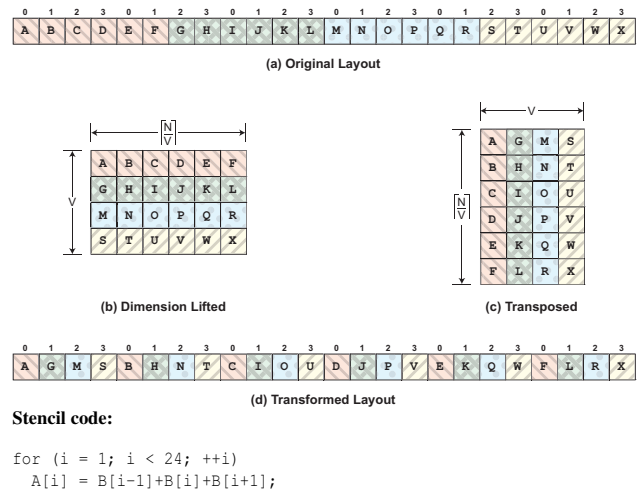 0 1 2 3 0 1 2 3 0 1 2 3 0 1 2 3 0 1 2 3 0 1 2 3
A B C D E F G H I J K L M N O P Q R S T U V W X
(a) Original Layout
N
V
V
A B C D E F
G H I J K L
M N O P Q R
S T U V W X
(b) Dimension Lifted
V
N
V
A G M S
B H N T
C I O U
D J P V
E K Q W
F L R X
(c) Transposed
0 1 2 3 0 1 2 3 0 1 2 3 0 1 2 3 0 1 2 3 0 1 2 3
A G M S B H N T C I O U D J P V E K Q W F L R X
(d) Transformed Layout
Stencil code:
for (i = 1; i < 24; ++i)
A[i] = B[i-1]+B[i]+B[i+1];